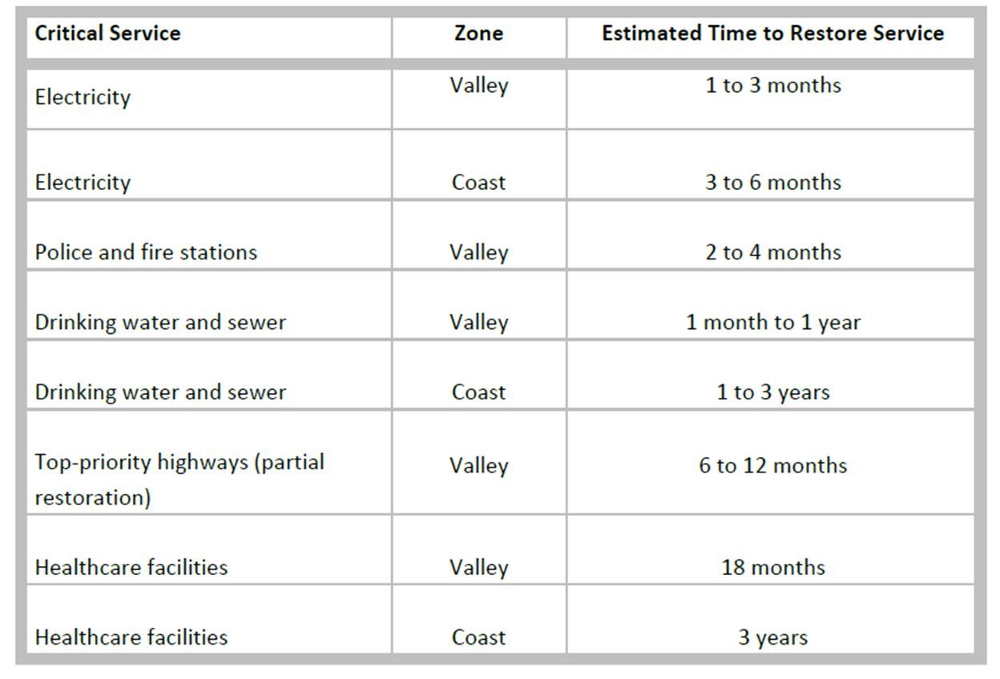 Critical Service Zone Estimated Time to Restore Service
Electricity Valley 1 to 3 months
Electricity Coast 3 to 6 months
Police and fire stations Valley 2 to 4 months
Drinking water and sewer Valley 1 month to 1 year
Drinking water and sewer Coast 1 to 3 years
Top-priority highways (partial Valley 6 to 12 months
restoration)
Healthcare facilities Valley 18 months
Healthcare facilities Coast 3 years